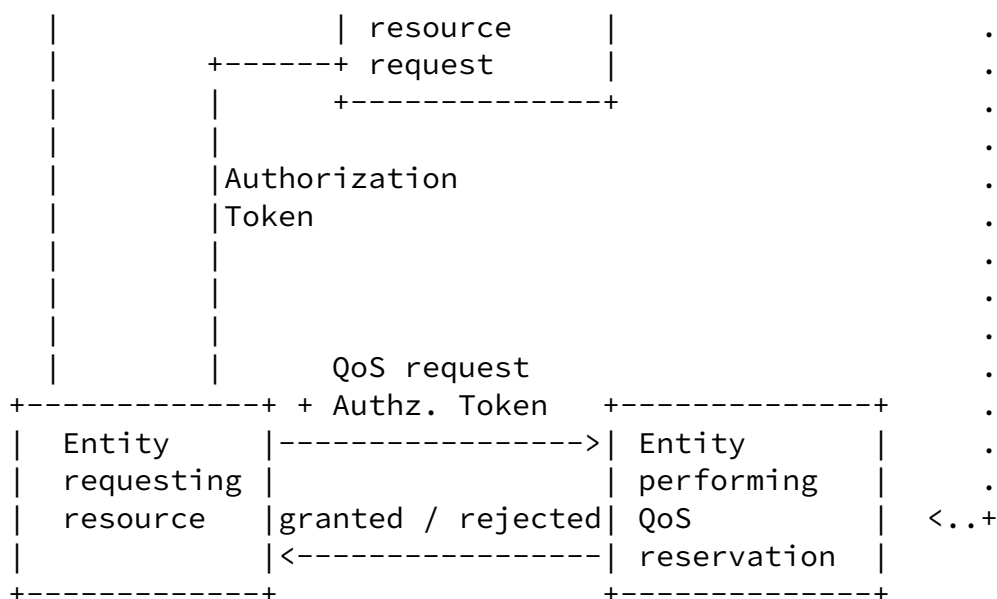 | | resource | .
| +------+ request | .
| | +--------------+ .
| | .
| |Authorization .
| |Token .
| | .
| | .
| | .
| | QoS request .
+-------------+ + Authz. Token +--------------+ .
| Entity |----------------->| Entity | .
| requesting | | performing | .
| resource |granted / rejected| QoS | <..+
| |<-----------------| reservation |
+-------------+ +--------------+